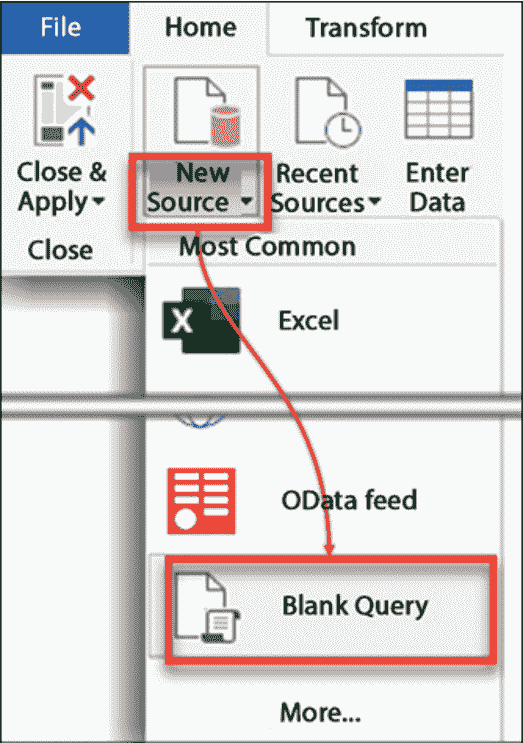 File Home Transform
Close &
Apply
New
Source
Recent
Sources
Enter
Data
Close
Most Common
X
Excel
OData feed
Blank Query
More...